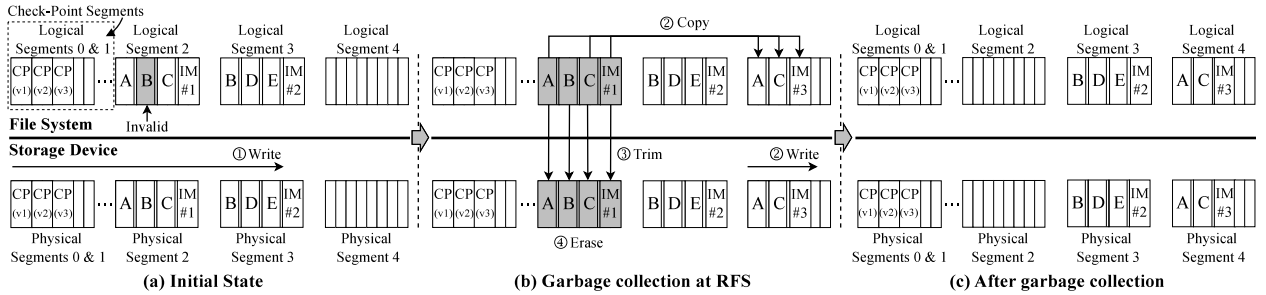 Check-Point Segments
Logical Segments 0 & 1
Logical Segment 2
Logical Segment 3
Logical Segment 4
CP (v1) CP (v2) CP (v3) ... A B C IM #1 B D E IM #2
Invalid
File System
Storage Device
① Write
CP (v1) CP (v2) CP (v3) ... A B C IM #1 B D E IM #2
Physical Segments 0 & 1
Physical Segment 2
Physical Segment 3
Physical Segment 4
(a) Initial State
② Copy
CP (v1) CP (v2) CP (v3) ... A B C IM #1 B D E IM #2 A C IM #3
③ Trim
② Write
CP (v1) CP (v2) CP (v3) ... A B C IM #1 B D E IM #2 A C IM #3
④ Erase
(b) Garbage collection at RFS
Logical Segments 0 & 1
Logical Segment 2
Logical Segment 3
Logical Segment 4
CP (v1) CP (v2) CP (v3) ... B D E IM #2 A C IM #3
CP (v1) CP (v2) CP (v3) ... B D E IM #2 A C IM #3
Physical Segments 0 & 1
Physical Segment 2
Physical Segment 3
Physical Segment 4
(c) After garbage collection